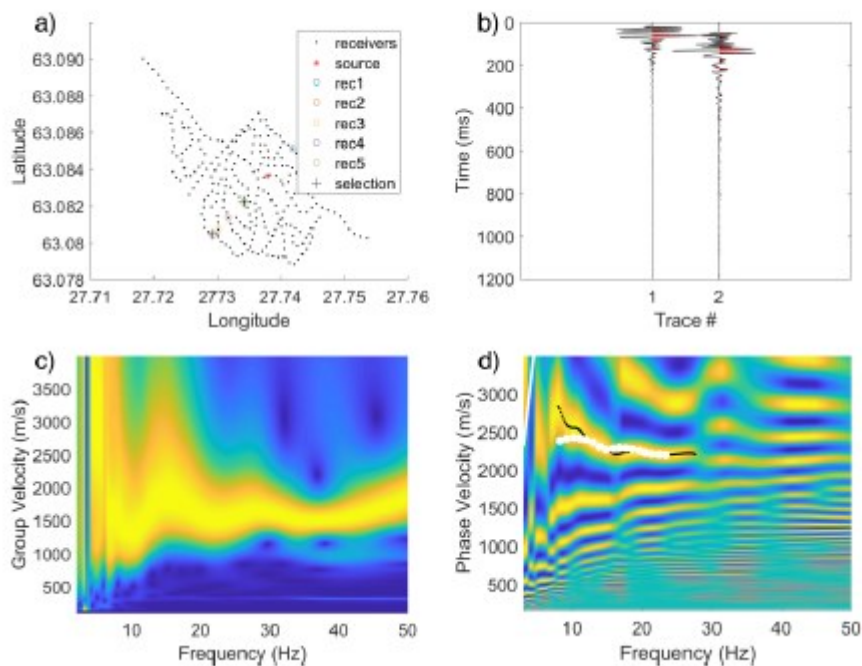 a)
63.090
63.088
63.086
63.084
63.082
63.08
63.078
Latitude
27.71 27.72 2773 27.74 27.75 27.76
Longitude
receivers
source
rec1
rec2
rec3
rec4
rec5
selection
b)
0
200
400
600
800
1000
1200
Time (ms)
1 2
Trace #
c)
3500
3000
2500
2000
1500
1000
500
Group Velocity (m/s)
10 20 30 40 50
Frequency (Hz)
d)
3000
2500
2000
1500
1000
500
Phase Velocity (m/s)
10 20 30 40 50
Frequency (Hz)